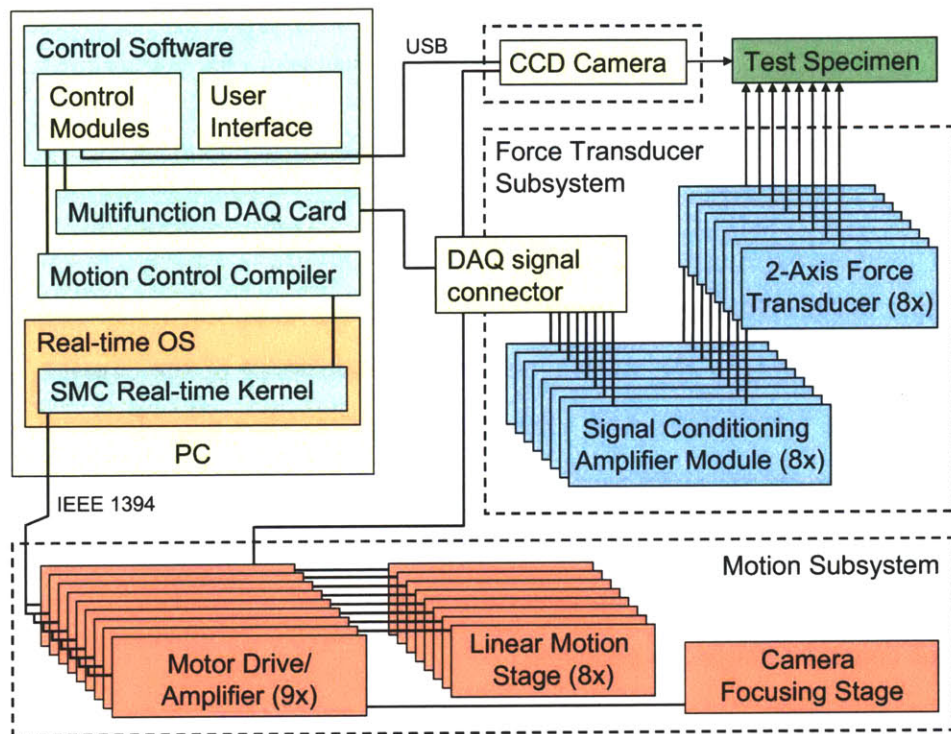 Control Software
Control
Modules
User
Interface
Multifunction DAQ Card
Motion Control Compiler
Real-time OS
SMC Real-time Kernel
PC
USB
CCD Camera
Test Specimen
Force Transducer
Subsystem
DAQ signal
connector
2-Axis Force
Transducer (8x)
Signal Conditioning
Amplifier Module (8x)
IEEE 1394
Motion Subsystem
Motor Drive/
Amplifier (9x)
Linear Motion
Stage (8x)
Camera
Focusing Stage